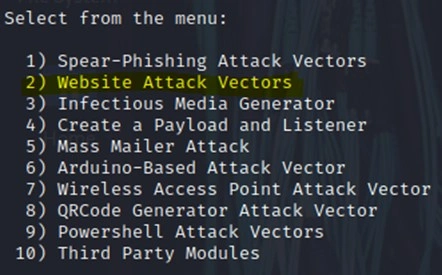 Select from the menu:
1) Spear-Phishing Attack Vectors
2) Website Attack Vectors
3) Infectious Media Generator
4) Create a Payload and Listener
5) Mass Mailer Attack
6) Arduino-Based Attack Vector
7) Wireless Access Point Attack Vector
8) QRCode Generator Attack Vector
9) Powershell Attack Vectors
10) Third Party Modules